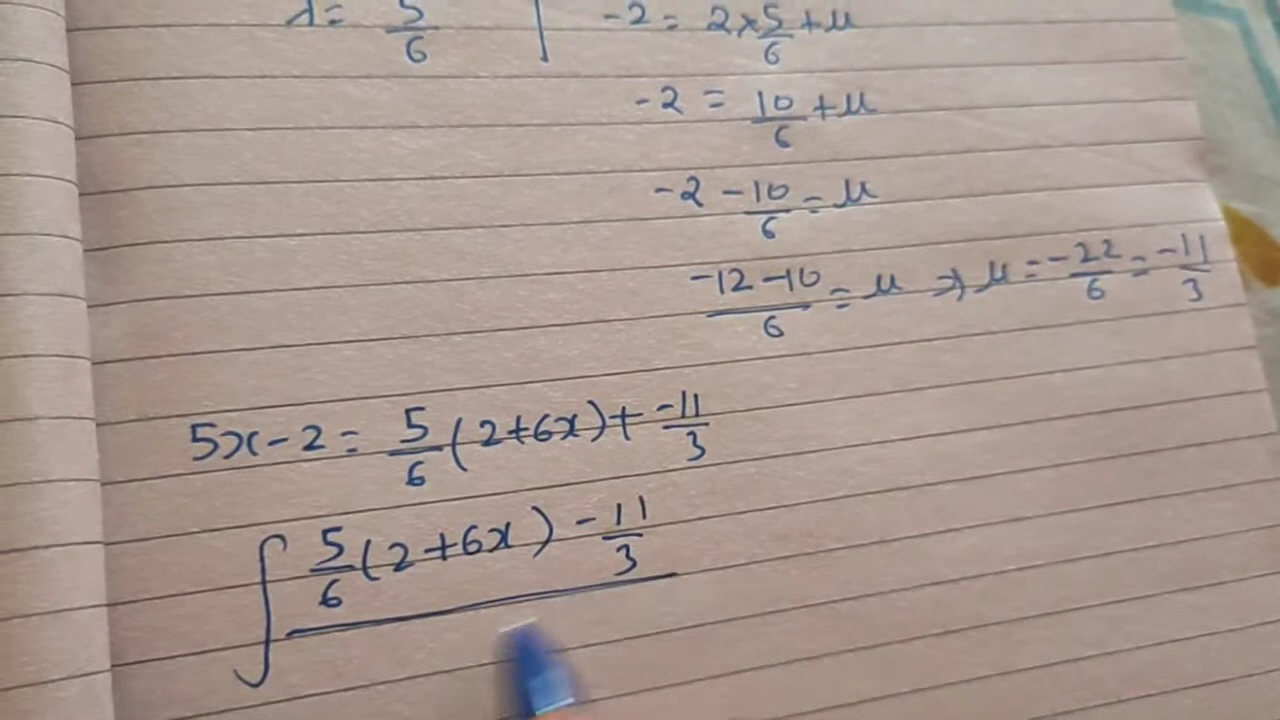 λ = 5/6 | -2 = 2×5/6 + μ
-2 = 10/6 + μ
-2 - 10/6 = μ
-12-10/6 = μ ⇒ μ = -22/6 = -11/3
5x - 2 = 5/6 (2+6x) + -11/3
∫ 5/6 (2+6x) - 11/3